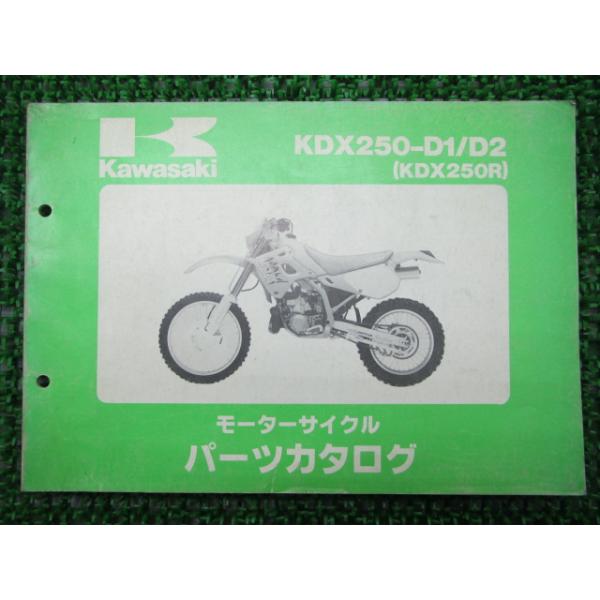 Kawasaki
KDX250-D1/D2
(KDX250R)
モーターサイクル
パーツカタログ